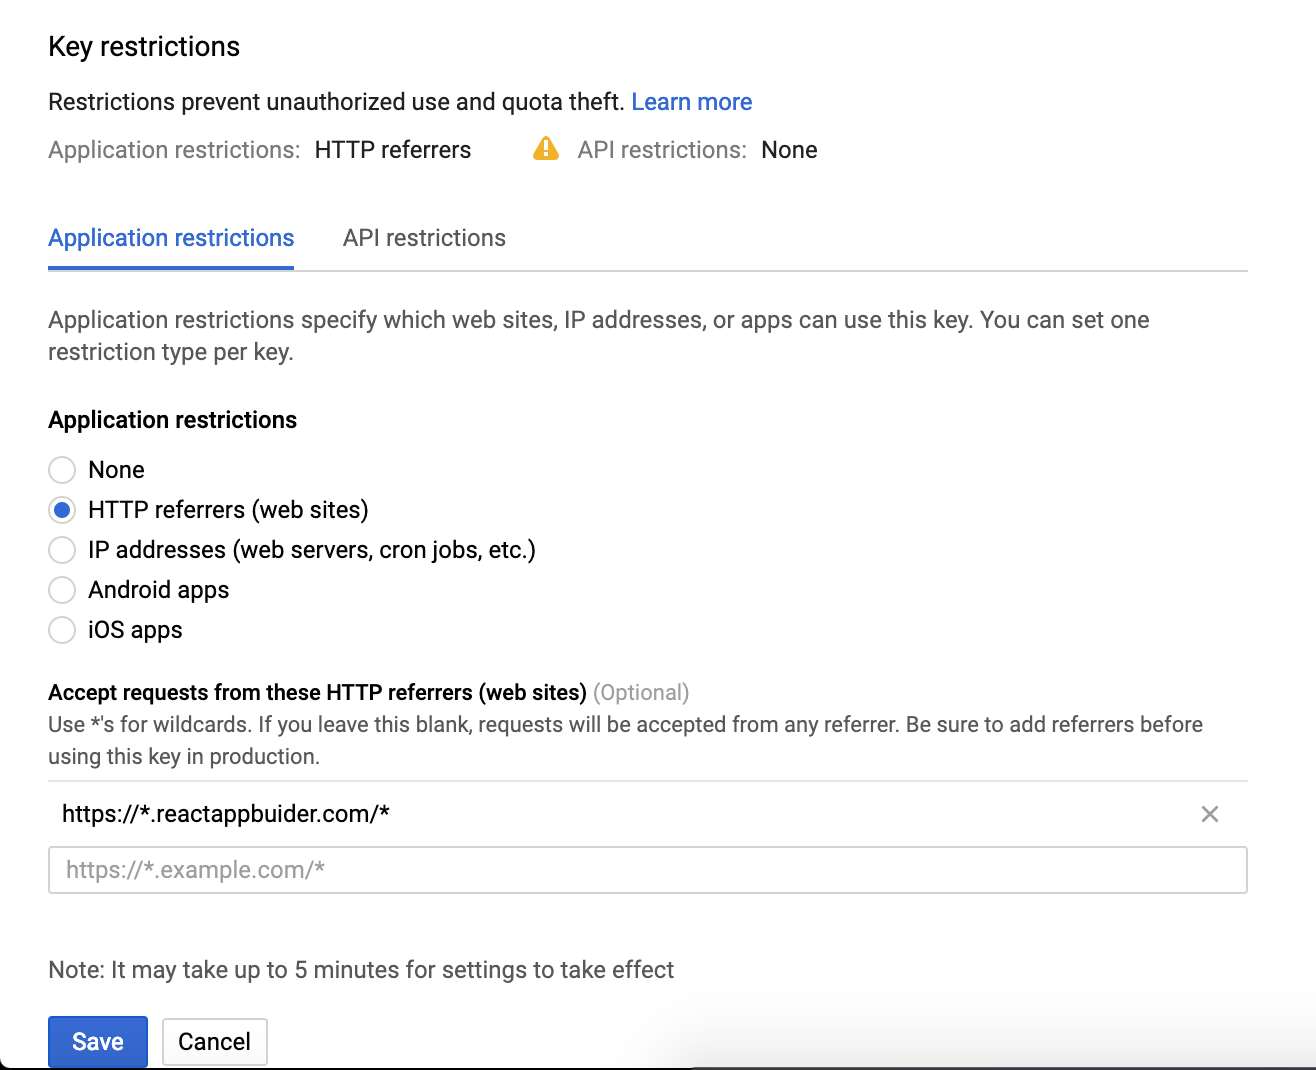 Key restrictions
Restrictions prevent unauthorized use and quota theft. Learn more
Application restrictions: HTTP referrers API restrictions: None
Application restrictions API restrictions
Application restrictions specify which web sites, IP addresses, or apps can use this key. You can set one
restriction type per key.
Application restrictions
None
HTTP referrers (web sites)
IP addresses (web servers, cron jobs, etc.)
Android apps
iOS apps
Accept requests from these HTTP referrers (web sites) (Optional)
Use *'s for wildcards. If you leave this blank, requests will be accepted from any referrer. Be sure to add referrers before
using this key in production.
https://*.reactappbuider.com/*
https://*.example.com/*
Note: It may take up to 5 minutes for settings to take effect
Save Cancel